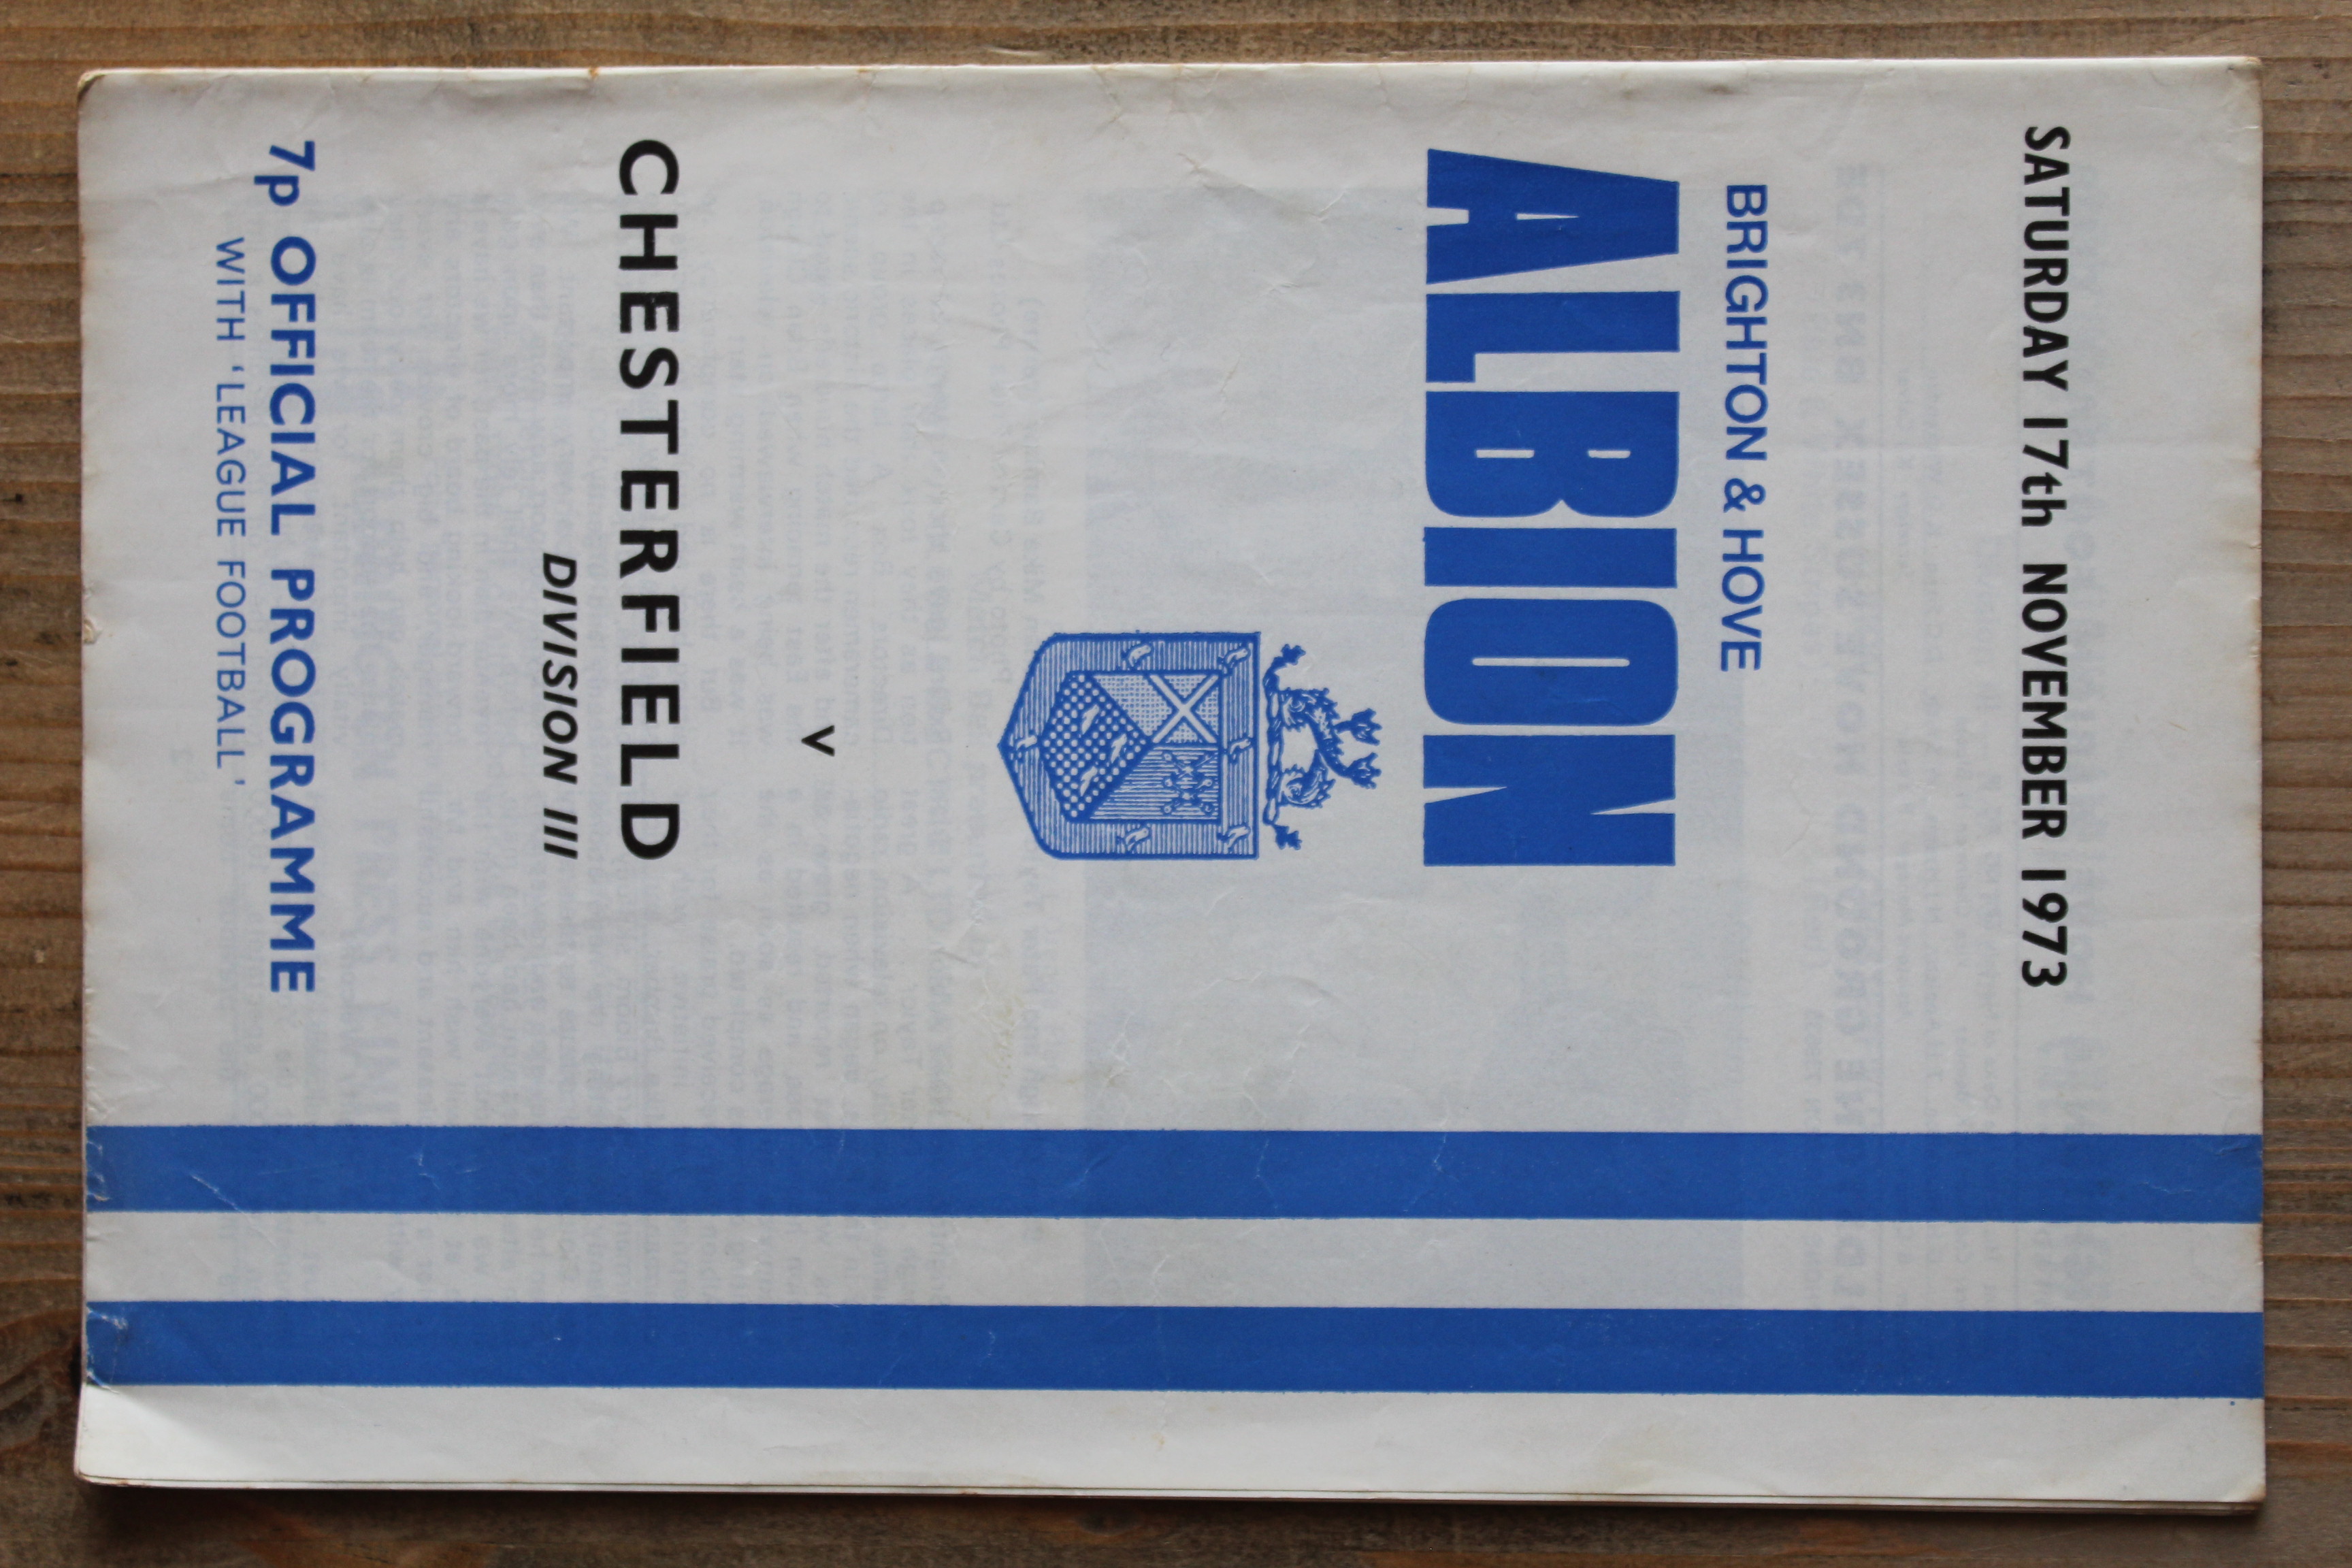 SATURDAY 17th NOVEMBER 1973
BRIGHTON & HOVE
ALBION
v
CHESTERFIELD
DIVISION III
7p OFFICIAL PROGRAMME
WITH 'LEAGUE FOOTBALL'